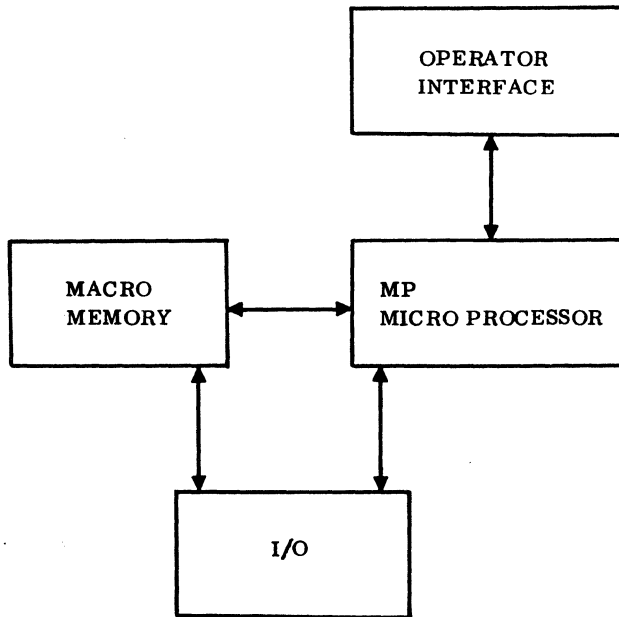 OPERATOR
INTERFACE
MACRO
MEMORY
MP
MICRO PROCESSOR
I/O